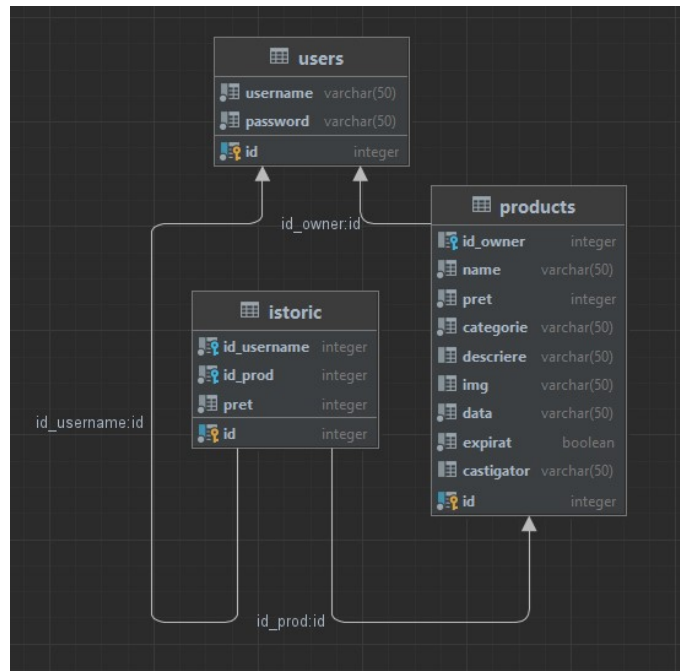 users
username varchar(50)
password varchar(50)
id integer
id_owner:id
products
id_owner integer
name varchar(50)
pret integer
categorie varchar(50)
descriere varchar(50)
img varchar(50)
data varchar(50)
expirat boolean
castigator varchar(50)
id integer
istoric
id_username integer
id_prod integer
pret integer
id integer
id_username:id
id_prod:id